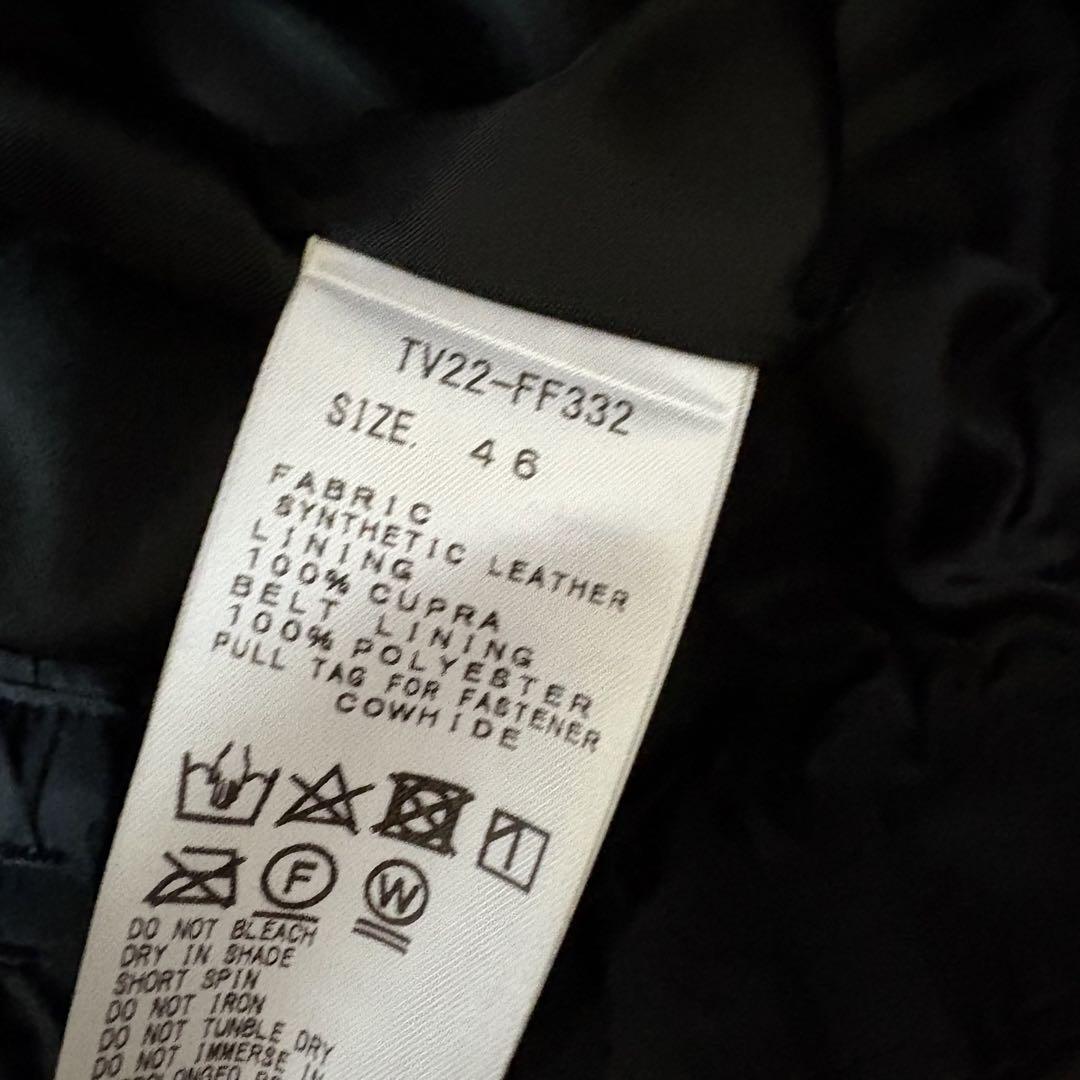 TV22-FF332
SIZE. 46
FABRIC
SYNTHETIC LEATHER
LINING
100% CUPRA
BELT LINING
100% POLYESTER
PULL TAG FOR FASTENER
COWHIDE
F W
DO NOT BLEACH
DRY IN SHADE
SHORT SPIN
DO NOT IRON
DO NOT TUMBLE DRY
DO NOT IMMERSE
IN